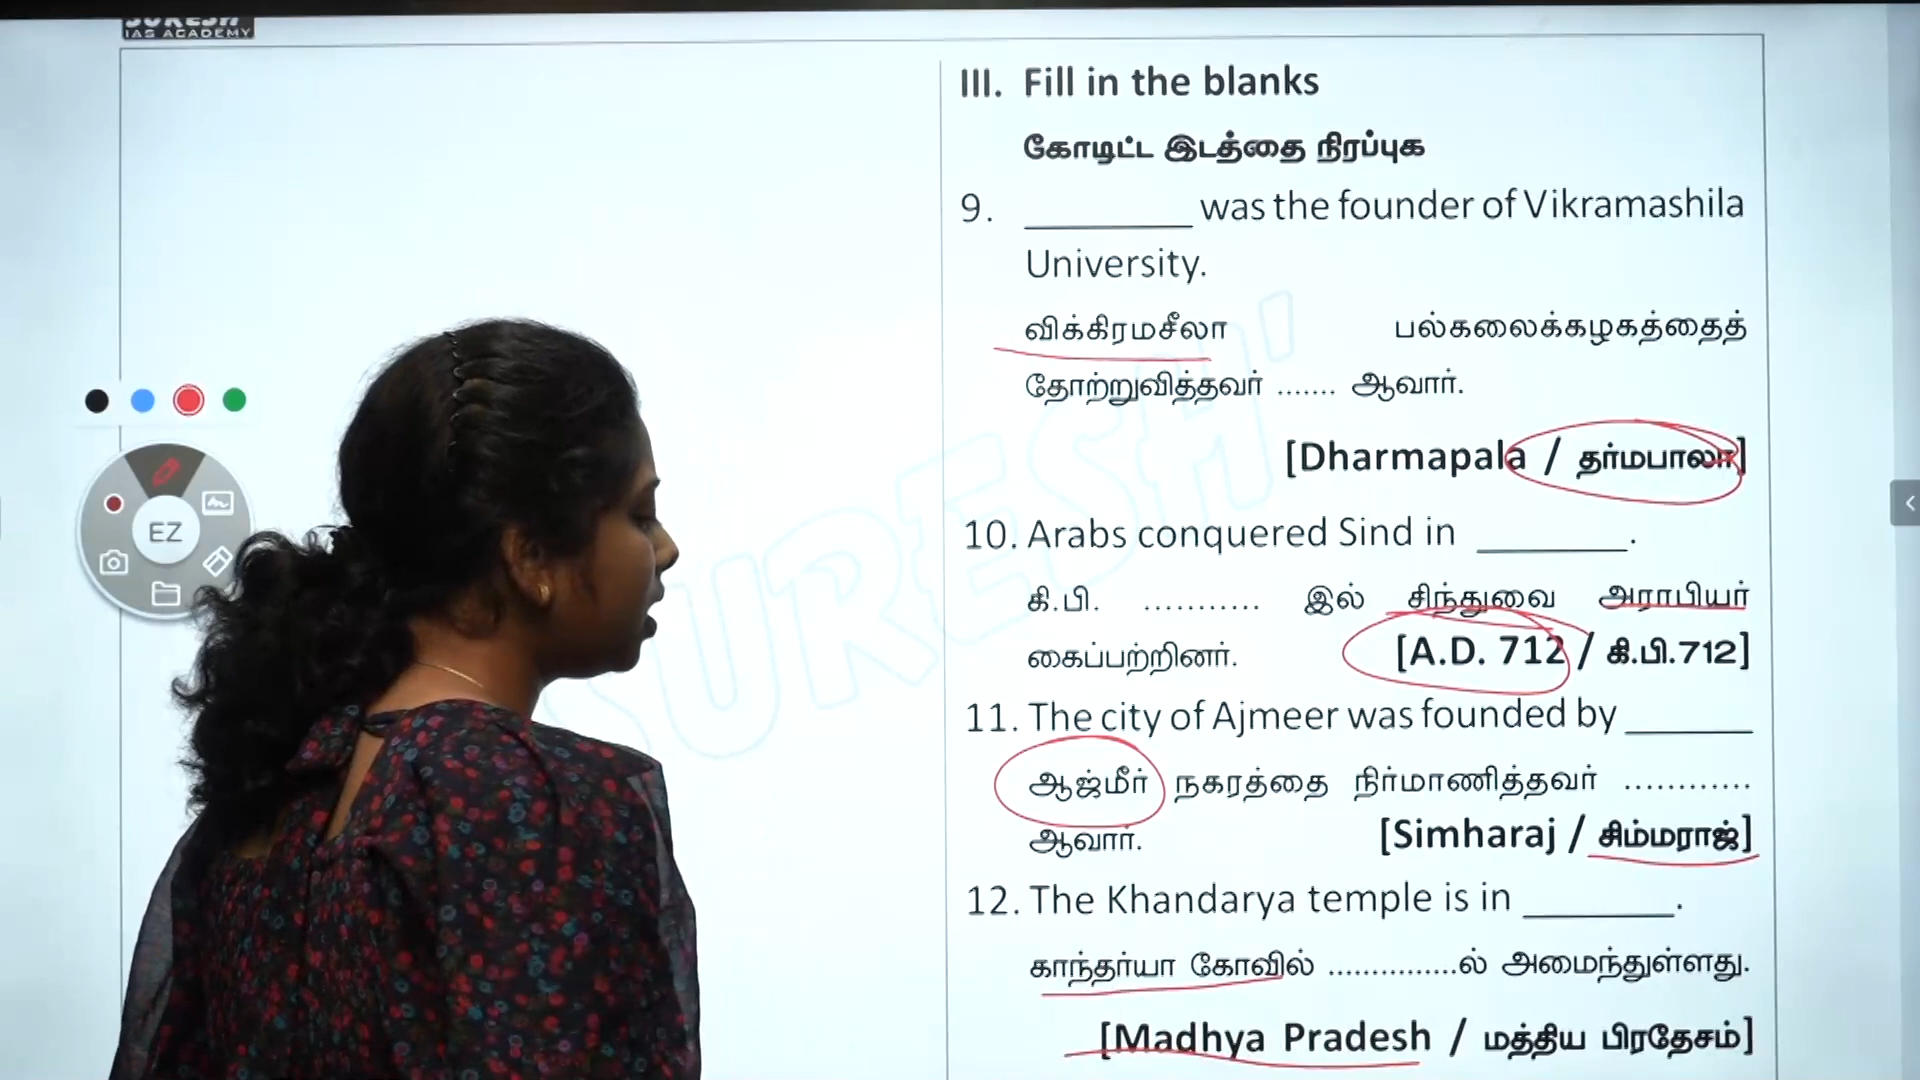 SURESH'
IAS ACADEMY
III. Fill in the blanks
கோடிட்ட இடத்தை நிரப்புக
9. ________ was the founder of Vikramashila
University.
விக்கிரமசீலா பல்கலைக்கழகத்தைத்
தோற்றுவித்தவர் ....... ஆவார்.
[Dharmapala / தர்மபாலா]
10. Arabs conquered Sind in ________.
கி.பி. ........... இல் சிந்துவை அராபியர்
கைப்பற்றினர். [A.D. 712 / கி.பி.712]
11. The city of Ajmeer was founded by ________
ஆஜ்மீர் நகரத்தை நிர்மாணித்தவர் ............
ஆவார். [Simharaj / சிம்மராஜ்]
12. The Khandarya temple is in ________.
காந்தர்யா கோவில் ..............ல் அமைந்துள்ளது.
[Madhya Pradesh / மத்திய பிரதேசம்]
EZ
SURESH'